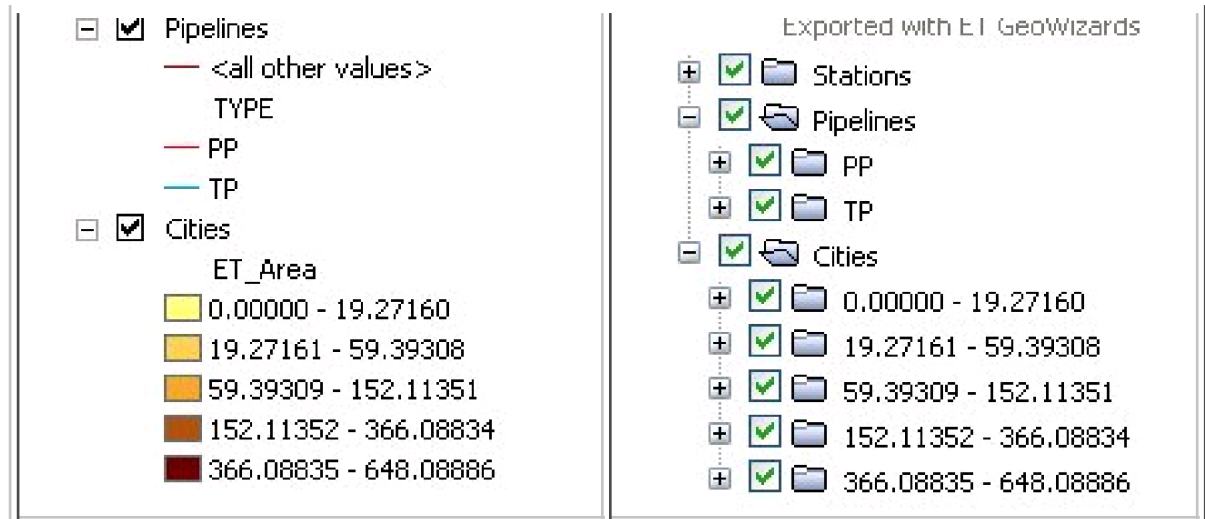 Pipelines
<all other values>
TYPE
PP
TP
Cities
ET_Area
0.00000 - 19.27160
19.27161 - 59.39308
59.39309 - 152.11351
152.11352 - 366.08834
366.08835 - 648.08886
Exported with ET GeoWizards
Stations
Pipelines
PP
TP
Cities
0.00000 - 19.27160
19.27161 - 59.39308
59.39309 - 152.11351
152.11352 - 366.08834
366.08835 - 648.08886